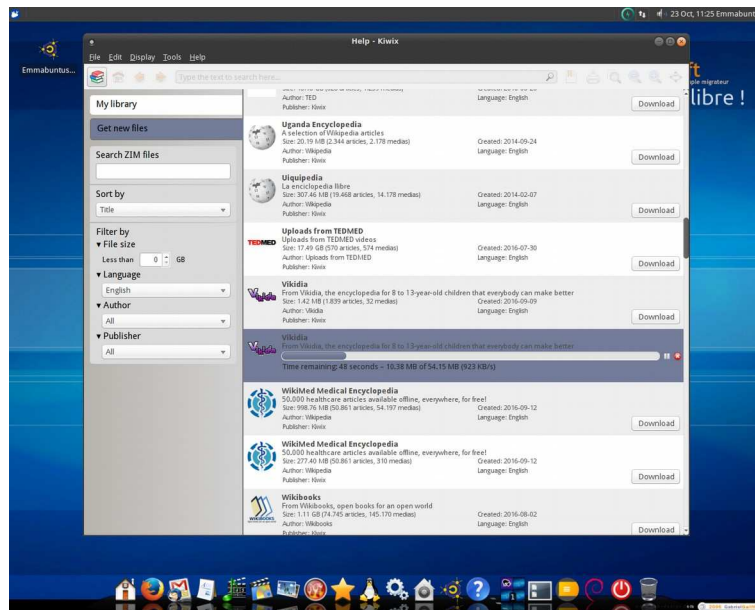 23 Oct, 11:25 Emmabunt
Emmabuntus...
Help - Kiwix
File Edit Display Tools Help
Type the text to search here...
My library
Get new files
Search ZIM files
Sort by
Title
Filter by
▾ File size
Less than 0 GB
▾ Language
English
▾ Author
All
▾ Publisher
All
Author: TED
Language: English
Publisher: Kiwix
Download
Uganda Encyclopedia
A selection of Wikipedia articles
Size: 20.19 MB (2.344 articles, 2.178 medias)
Created: 2014-09-24
Author: Wikipedia
Language: English
Publisher: Kiwix
Download
Uiquipedia
La enciclopedia llibre
Size: 307.46 MB (19.468 articles, 14.178 medias)
Created: 2014-02-07
Author: Wikipedia
Language: English
Publisher: Kiwix
Download
TEDMED
Uploads from TEDMED
Uploads from TEDMED videos
Size: 17.49 GB (570 articles, 574 medias)
Created: 2016-07-30
Author: Uploads from TEDMED
Language: English
Publisher: Kiwix
Download
Vikidia
Vikidia
From Vikidia, the encyclopedia for 8 to 13-year-old children that everybody can make better
Size: 1.42 MB (1.839 articles, 32 medias)
Created: 2016-09-09
Author: Vikidia
Language: English
Publisher: Kiwix
Download
Vikidia
Vikidia
From Vikidia, the encyclopedia for 8 to 13-year-old children that everybody can make better
Time remaining: 48 seconds – 10.38 MB of 54.15 MB (923 KB/s)
WikiMed Medical Encyclopedia
50.000 healthcare articles available offline, everywhere, for free!
Size: 998.76 MB (50.861 articles, 54.197 medias)
Created: 2016-09-12
Author: Wikipedia
Language: English
Publisher: Kiwix
Download
WikiMed Medical Encyclopedia
50.000 healthcare articles available offline, everywhere, for free!
Size: 277.40 MB (50.861 articles, 310 medias)
Created: 2016-09-12
Author: Wikipedia
Language: English
Publisher: Kiwix
Download
WIKIBOOKS
Wikibooks
From Wikibooks, open books for an open world
Size: 1.11 GB (74.745 articles, 145.170 medias)
Created: 2016-08-02
Author: Wikibooks
Language: English
Publisher: Kiwix
Download
ft
ple migrateur
libre !